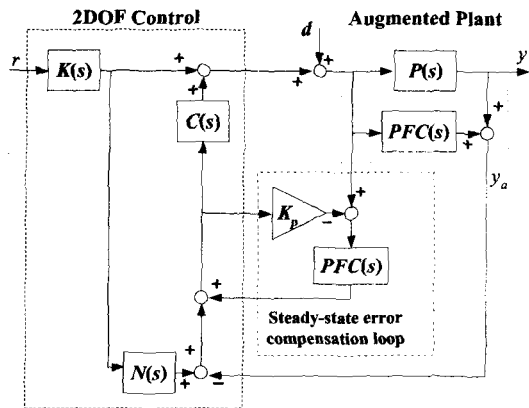 2DOF Control
Augmented Plant
d
r
K(s)
+
+
+
+
P(s)
y
C(s)
+
PFC(s)
+
+
y_a
K_p
+
−
PFC(s)
+
+
Steady-state error
compensation loop
N(s)
+
−